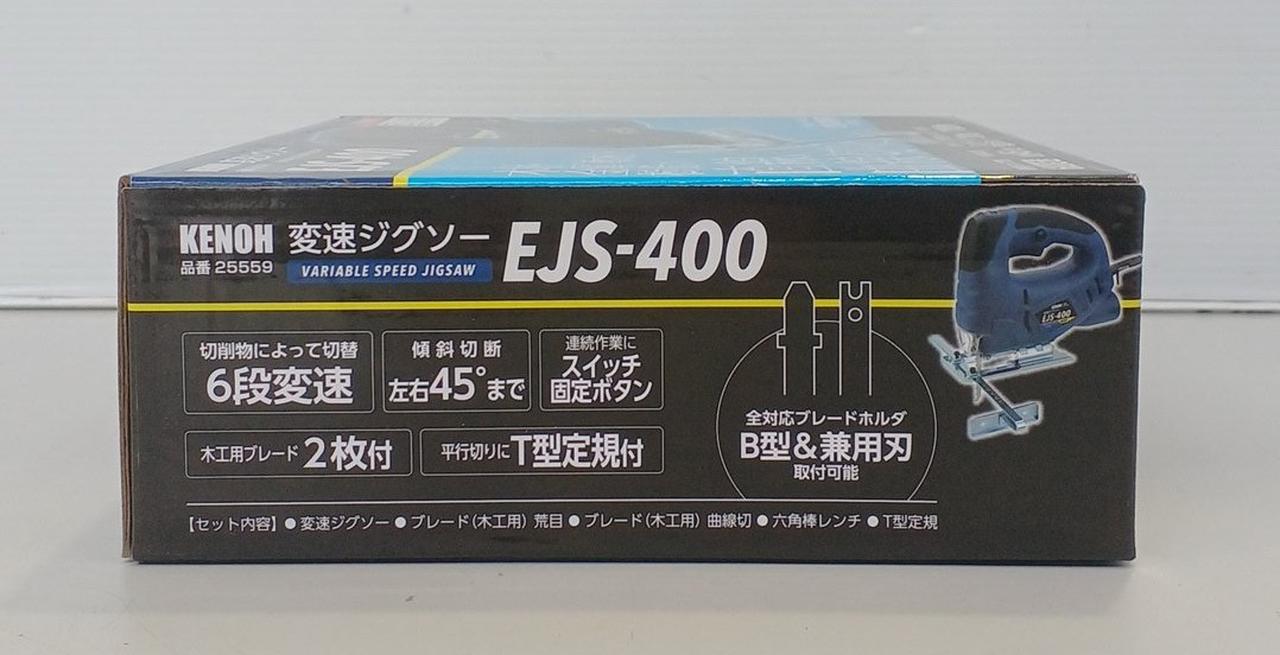 KENOH 変速ジグソー EJS-400
品番 25559 VARIABLE SPEED JIGSAW
EJS-400
切削物によって切替
6段変速
傾斜切断
左右45°まで
連続作業に
スイッチ
固定ボタン
木工用ブレード 2枚付
平行切りにT型定規付
全対応ブレードホルダ
B型&兼用刃
取付可能
【セット内容】●変速ジグソー ●ブレード(木工用) 荒目 ●ブレード(木工用) 曲線切 ●六角棒レンチ ●T型定規